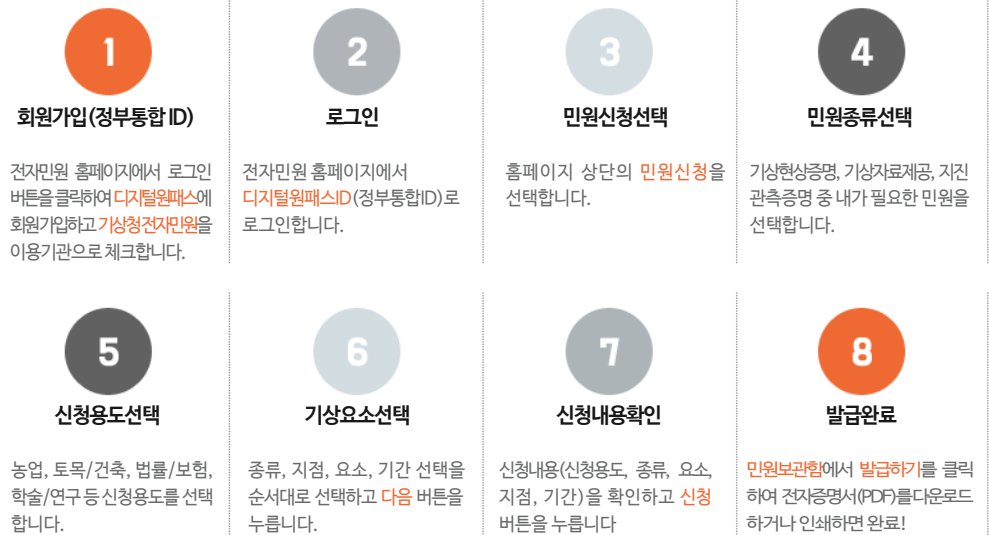 1
회원가입(정부통합 ID)
전자민원 홈페이지에서 로그인
버튼을 클릭하여 디지털원패스에
회원가입하고 기상청전자민원을
이용기관으로 체크합니다.
2
로그인
전자민원 홈페이지에서
디지털원패스ID(정부통합ID)로
로그인합니다.
3
민원신청선택
홈페이지 상단의 민원신청을
선택합니다.
4
민원종류선택
기상현상증명, 기상자료제공, 지진
관측증명 중 내가 필요한 민원을
선택합니다.
5
신청용도선택
농업, 토목/건축, 법률/보험,
학술/연구 등 신청용도를 선택
합니다.
6
기상요소선택
종류, 지점, 요소, 기간 선택을
순서대로 선택하고 다음 버튼을
누릅니다.
7
신청내용확인
신청내용(신청용도, 종류, 요소,
지점, 기간)을 확인하고 신청
버튼을 누릅니다
8
발급완료
민원보관함에서 발급하기를 클릭
하여 전자증명서(PDF)를다운로드
하거나 인쇄하면 완료!